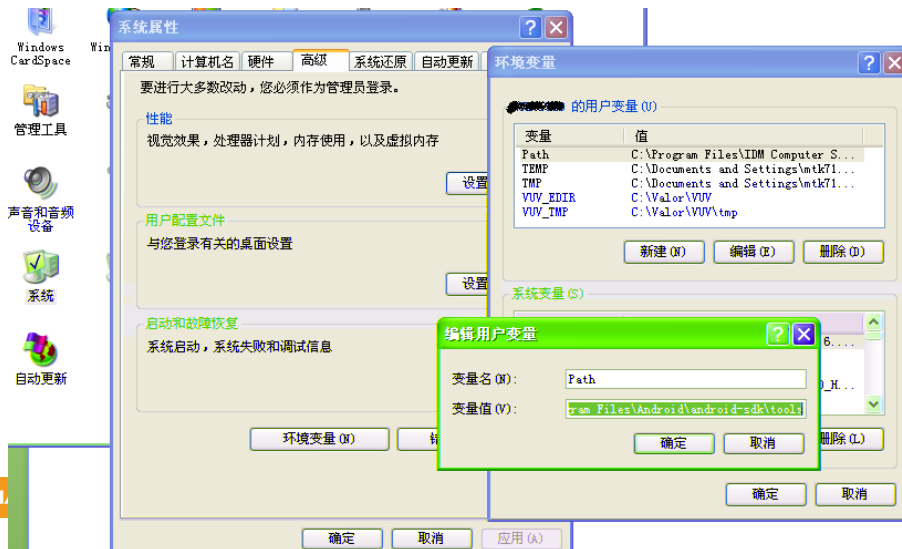 Windows
CardSpace
Win
管理工具
声音和音频
设备
系统
自动更新
系统属性
常规
计算机名
硬件
高级
系统还原
自动更新
要进行大多数改动，您必须作为管理员登录。
性能
视觉效果，处理器计划，内存使用，以及虚拟内存
设置
用户配置文件
与您登录有关的桌面设置
设置
启动和故障恢复
系统启动，系统失败和调试信息
环境变量(N)
确定
取消
应用(A)
环境变量
的用户变量(U)
变量 值
Path C:\Program Files\IDM Computer S...
TEMP C:\Documents and Settings\mtk71...
TMP C:\Documents and Settings\mtk71...
VUV_EDIR C:\Valor\VUV
VUV_TMP C:\Valor\VUV\tmp
新建(N)
编辑(E)
删除(D)
系统变量(S)
6....
O_H...
删除(L)
确定
取消
编辑用户变量
变量名(N):
Path
变量值(V):
ram Files\Android\android-sdk\tools
确定
取消